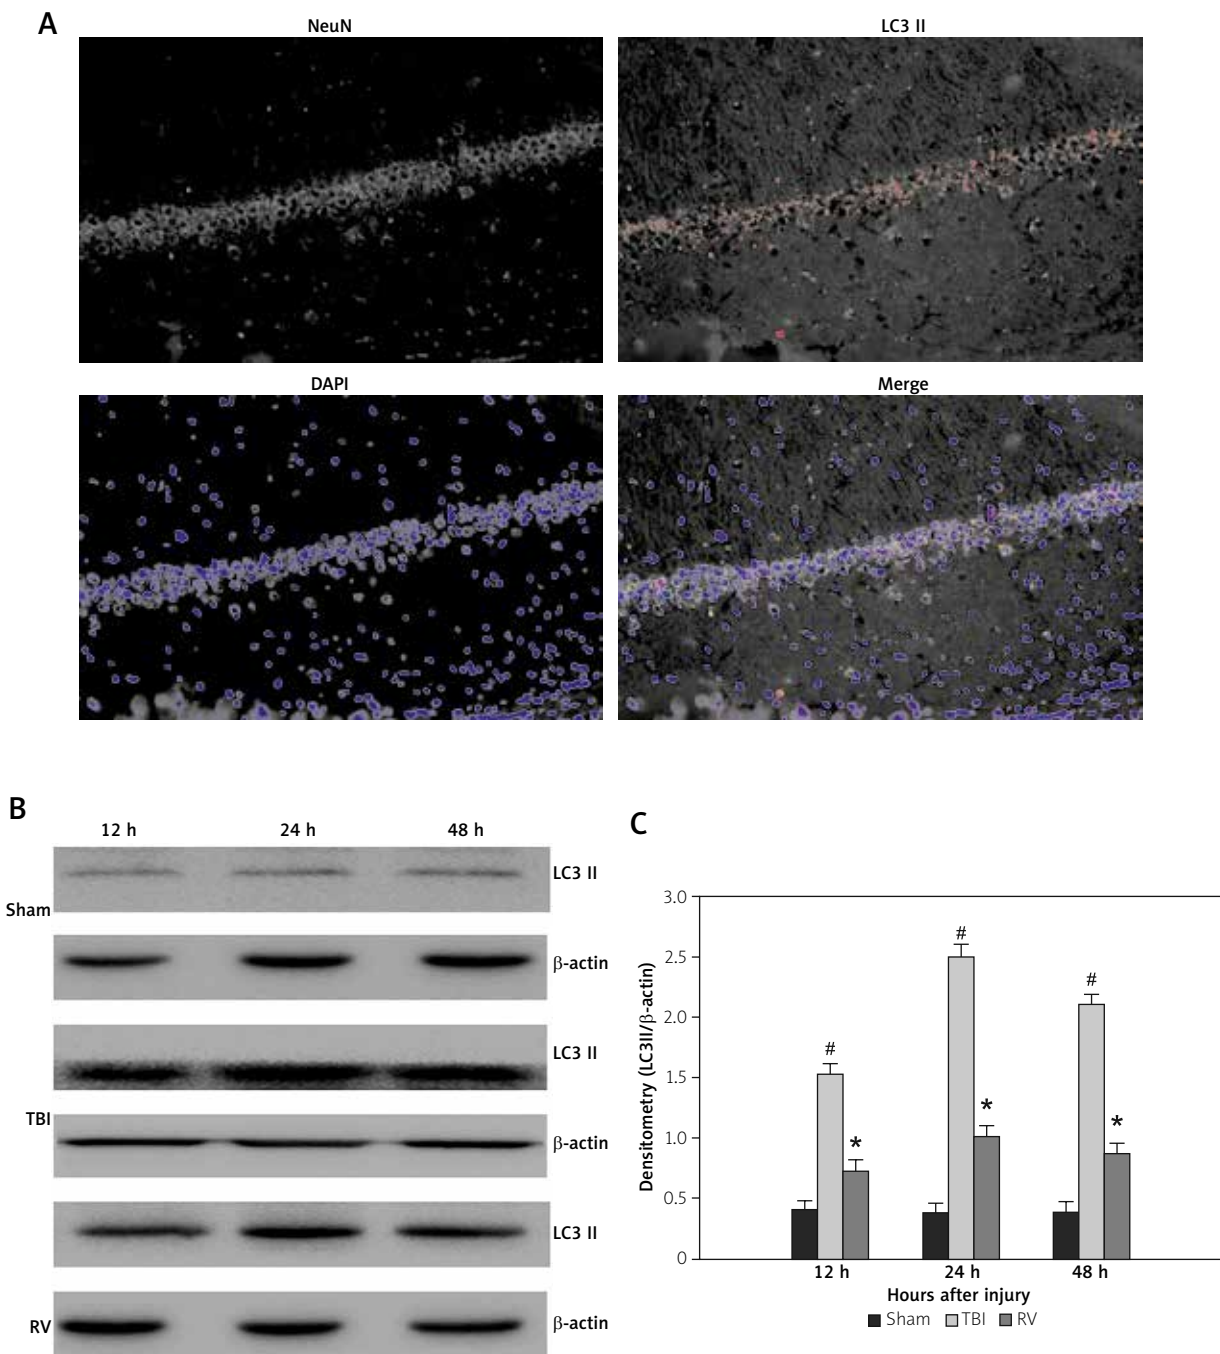 A
NeuN
LC3 II
DAPI
Merge
B
12 h 24 h 48 h
LC3 II
Sham
β-actin
LC3 II
TBI
β-actin
LC3 II
RV
β-actin
C
Densitometry (LC3II/β-actin)
3.0
2.5
2.0
1.5
1.0
0.5
0
#
*
#
*
#
*
12 h 24 h 48 h
Hours after injury
Sham TBI RV